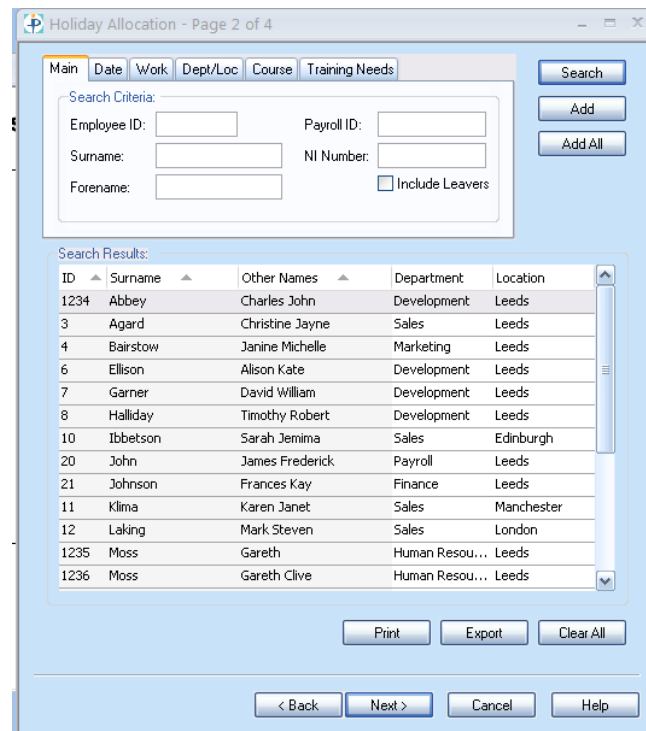 Holiday Allocation - Page 2 of 4
Main Date Work Dept/Loc Course Training Needs
Search
Add
Add All
Search Criteria:
Employee ID: Payroll ID:
Surname: NI Number:
Forename: Include Leavers
Search Results:
ID Surname Other Names Department Location
1234 Abbey Charles John Development Leeds
3 Agard Christine Jayne Sales Leeds
4 Bairstow Janine Michelle Marketing Leeds
6 Ellison Alison Kate Development Leeds
7 Garner David William Development Leeds
8 Halliday Timothy Robert Development Leeds
10 Ibbetson Sarah Jemima Sales Edinburgh
20 John James Frederick Payroll Leeds
21 Johnson Frances Kay Finance Leeds
11 Klima Karen Janet Sales Manchester
12 Laking Mark Steven Sales London
1235 Moss Gareth Human Resou... Leeds
1236 Moss Gareth Clive Human Resou... Leeds
Print Export Clear All
< Back Next > Cancel Help